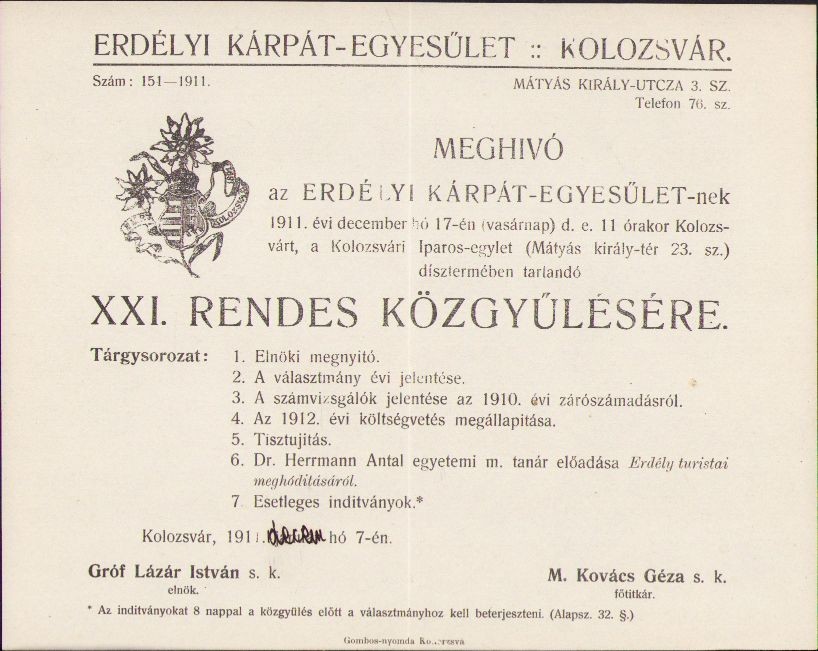 ERDÉLYI KÁRPÁT-EGYESŰLET :: KOLOZSVÁR.
Szám: 151—1911.
MÁTYÁS KIRÁLY-UTCZA 3. SZ.
Telefon 76. sz.
MEGHIVÓ
az ERDÉLYI KÁRPÁT-EGYESŰLET-nek
1911. évi december hó 17-én (vasárnap) d. e. 11 órakor Kolozs-
várt, a Kolozsvári Iparos-egylet (Mátyás király-tér 23. sz.)
dísztermében tartandó
KOLOZSVÁR
XXI. RENDES KÖZGYŰLÉSÉRE.
Tárgysorozat: 1. Elnöki megnyitó.
2. A választmány évi jelentése.
3. A számvizsgálók jelentése az 1910. évi zárószámadásról.
4. Az 1912. évi költségvetés megállapitása.
5. Tisztujitás.
6. Dr. Herrmann Antal egyetemi m. tanár előadása Erdély turistai
meghóditásáról.
7. Esetleges inditványok.*
Kolozsvár, 1911. decem hó 7-én.
Gróf Lázár István s. k.
elnök.
M. Kovács Géza s. k.
főtitkár.
* Az inditványokat 8 nappal a közgyülés előtt a választmányhoz kell beterjeszteni. (Alapsz. 32. §.)
Gombos-nyomda